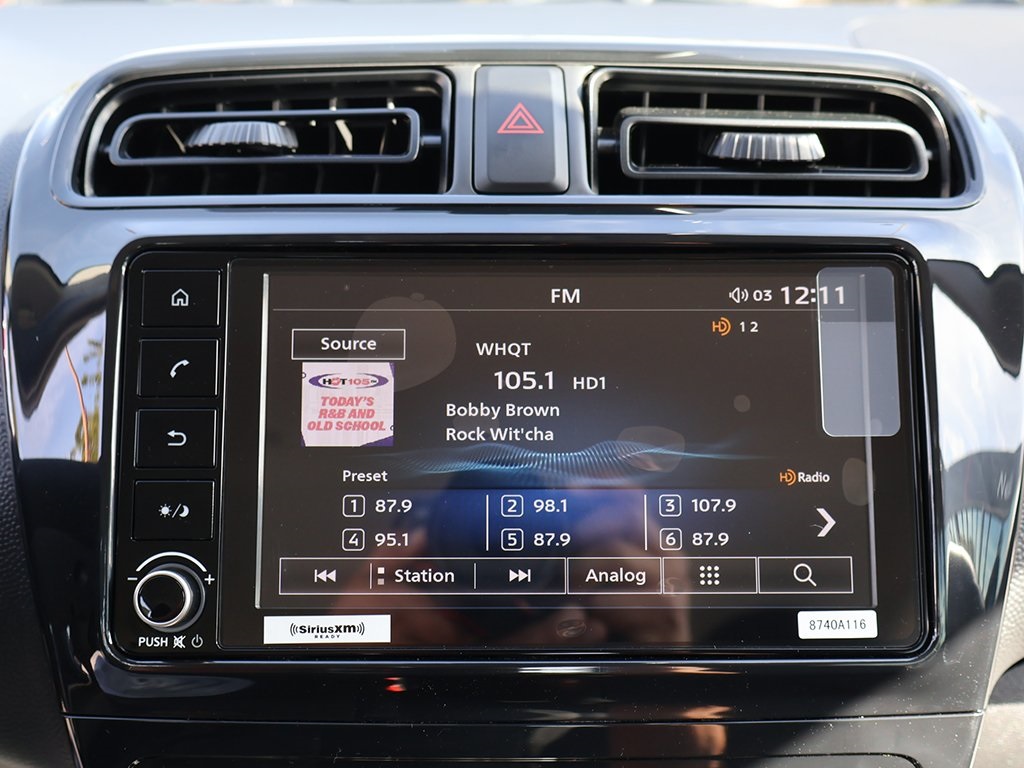 FM
03 12:11
HD 1 2
Source
WHQT
HOT 105 FM
105.1 HD1
TODAY'S
R&B AND
OLD SCHOOL
Bobby Brown
Rock Wit'cha
Preset
HD Radio
1 87.9 2 98.1 3 107.9
4 95.1 5 87.9 6 87.9
Station Analog
- +
PUSH
((SiriusXM))
READY
8740A116